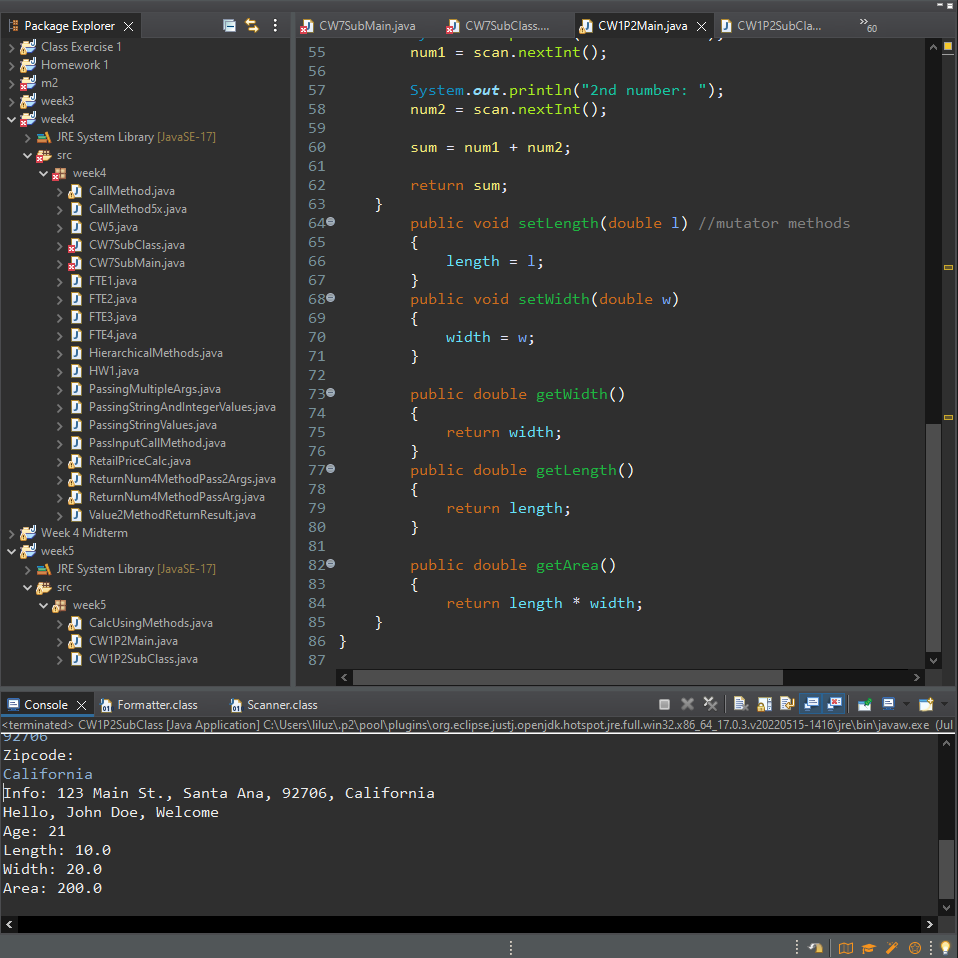 Package Explorer
Class Exercise 1
Homework 1
m2
week3
week4
JRE System Library [JavaSE-17]
src
week4
CallMethod.java
CallMethod5x.java
CW5.java
CW7SubClass.java
CW7SubMain.java
FTE1.java
FTE2.java
FTE3.java
FTE4.java
HierarchicalMethods.java
HW1.java
PassingMultipleArgs.java
PassingStringAndIntegerValues.java
PassingStringValues.java
PassInputCallMethod.java
RetailPriceCalc.java
ReturnNum4MethodPass2Args.java
ReturnNum4MethodPassArg.java
Value2MethodReturnResult.java
Week 4 Midterm
week5
JRE System Library [JavaSE-17]
src
week5
CalcUsingMethods.java
CW1P2Main.java
CW1P2SubClass.java
CW7SubMain.java CW7SubClass.... CW1P2Main.java CW1P2SubCla... 60
55 num1 = scan.nextInt();
56
57 System.out.println("2nd number: ");
58 num2 = scan.nextInt();
59
60 sum = num1 + num2;
61
62 return sum;
63 }
64 public void setLength(double l) //mutator methods
65 {
66 length = l;
67 }
68 public void setWidth(double w)
69 {
70 width = w;
71 }
72
73 public double getWidth()
74 {
75 return width;
76 }
77 public double getLength()
78 {
79 return length;
80 }
81
82 public double getArea()
83 {
84 return length * width;
85 }
86 }
87
Console Formatter.class Scanner.class
<terminated> CW1P2SubClass [Java Application] C:\Users\liluz\.p2\pool\plugins\org.eclipse.justj.openjdk.hotspot.jre.full.win32.x86_64_17.0.3.v20220515-1416\jre\bin\javaw.exe (Jul
92706
Zipcode:
California
Info: 123 Main St., Santa Ana, 92706, California
Hello, John Doe, Welcome
Age: 21
Length: 10.0
Width: 20.0
Area: 200.0